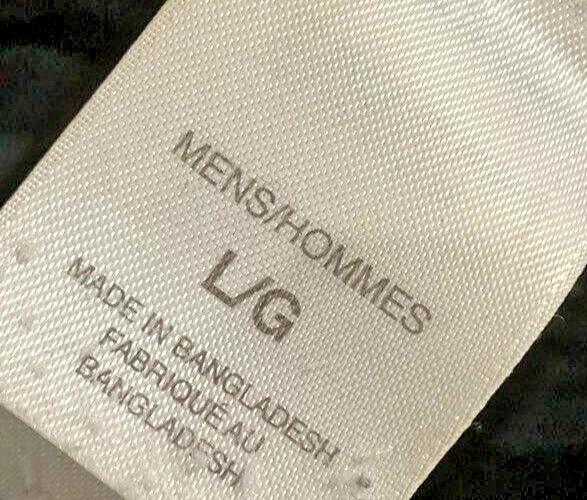 MENS/HOMMES
L/G
MADE IN BANGLADESH
FABRIQUÉ AU
BANGLADESH